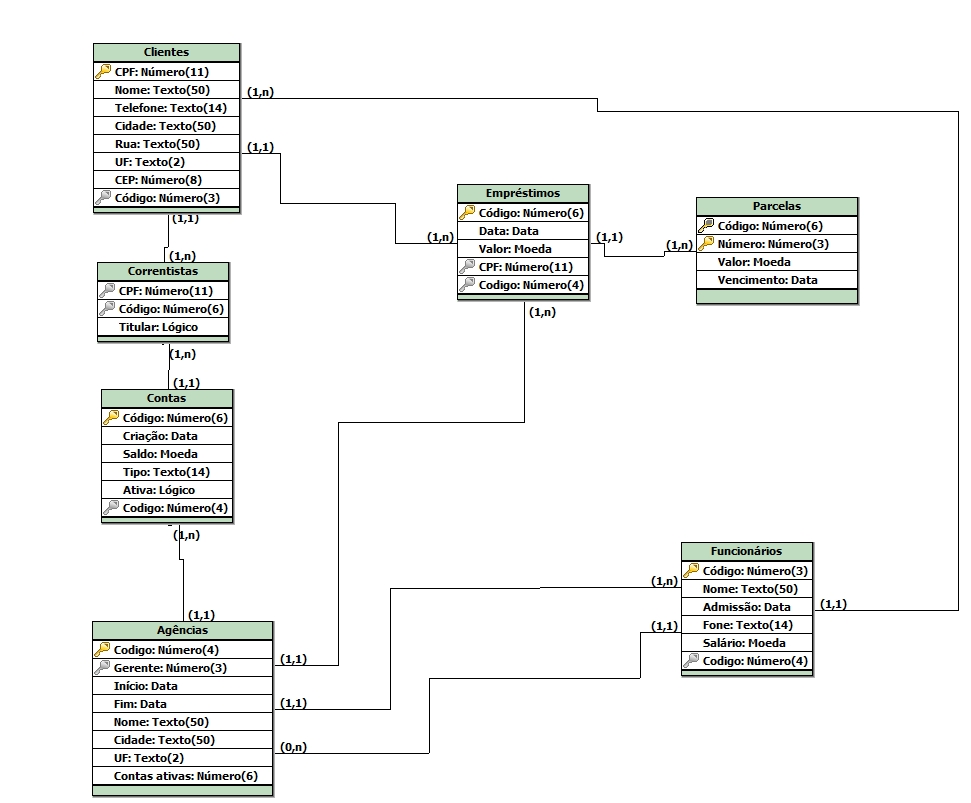 Clientes
CPF: Número(11)
Nome: Texto(50)
Telefone: Texto(14)
Cidade: Texto(50)
Rua: Texto(50)
UF: Texto(2)
CEP: Número(8)
Código: Número(3)
(1,n)
(1,1)
(1,1)
(1,n)
Correntistas
CPF: Número(11)
Código: Número(6)
Titular: Lógico
(1,n)
(1,1)
Contas
Código: Número(6)
Criação: Data
Saldo: Moeda
Tipo: Texto(14)
Ativa: Lógico
Codigo: Número(4)
(1,n)
(1,1)
Agências
Codigo: Número(4)
Gerente: Número(3)
Início: Data
Fim: Data
Nome: Texto(50)
Cidade: Texto(50)
UF: Texto(2)
Contas ativas: Número(6)
(1,1)
(1,1)
(0,n)
(1,n)
Empréstimos
Código: Número(6)
Data: Data
Valor: Moeda
CPF: Número(11)
Codigo: Número(4)
(1,1)
(1,n)
(1,n)
Parcelas
Código: Número(6)
Número: Número(3)
Valor: Moeda
Vencimento: Data
(1,n)
(1,1)
Funcionários
Código: Número(3)
Nome: Texto(50)
Admissão: Data
Fone: Texto(14)
Salário: Moeda
Codigo: Número(4)
(1,1)